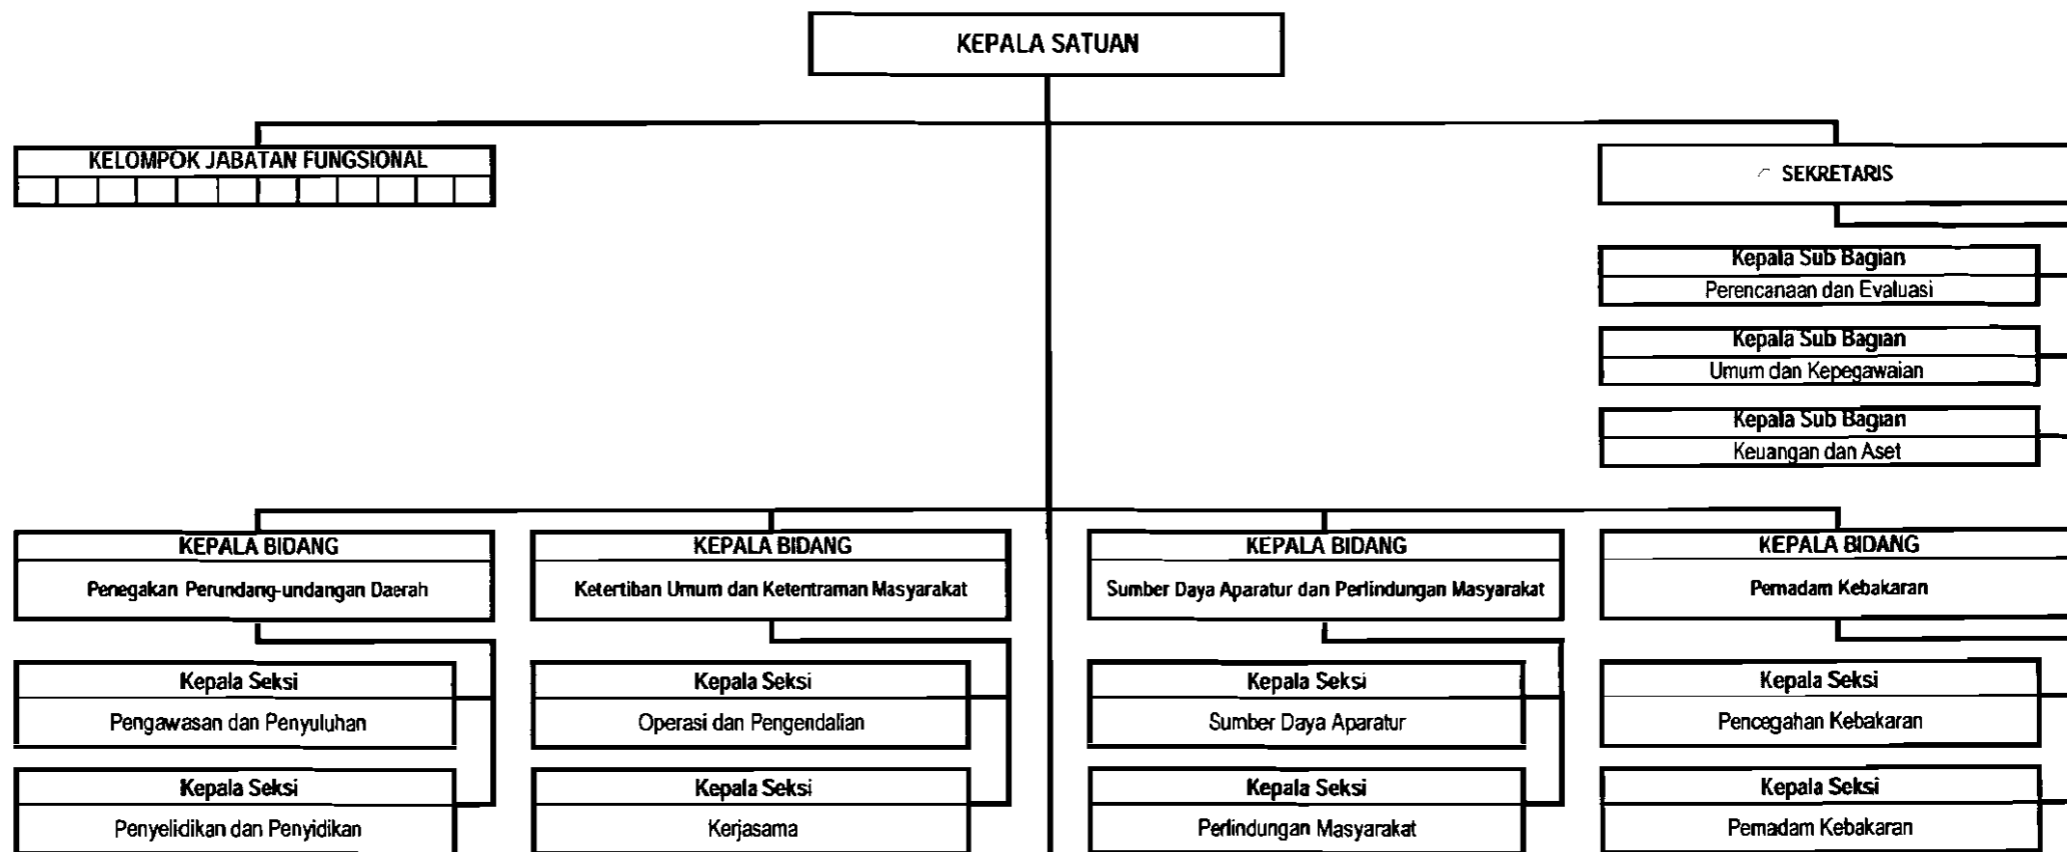 KEPALA SATUAN
KELOMPOK JABATAN FUNGSIONAL
SEKRETARIS
Kepala Sub Bagian
Perencanaan dan Evaluasi
Kepala Sub Bagian
Umum dan Kepegawaian
Kepala Sub Bagian
Keuangan dan Aset
KEPALA BIDANG
Penegakan Perundang-undangan Daerah
KEPALA BIDANG
Ketertiban Umum dan Ketentraman Masyarakat
KEPALA BIDANG
Sumber Daya Aparatur dan Perlindungan Masyarakat
KEPALA BIDANG
Pemadam Kebakaran
Kepala Seksi
Pengawasan dan Penyuluhan
Kepala Seksi
Operasi dan Pengendalian
Kepala Seksi
Sumber Daya Aparatur
Kepala Seksi
Pencegahan Kebakaran
Kepala Seksi
Penyelidikan dan Penyidikan
Kepala Seksi
Kerjasama
Kepala Seksi
Perlindungan Masyarakat
Kepala Seksi
Pemadam Kebakaran